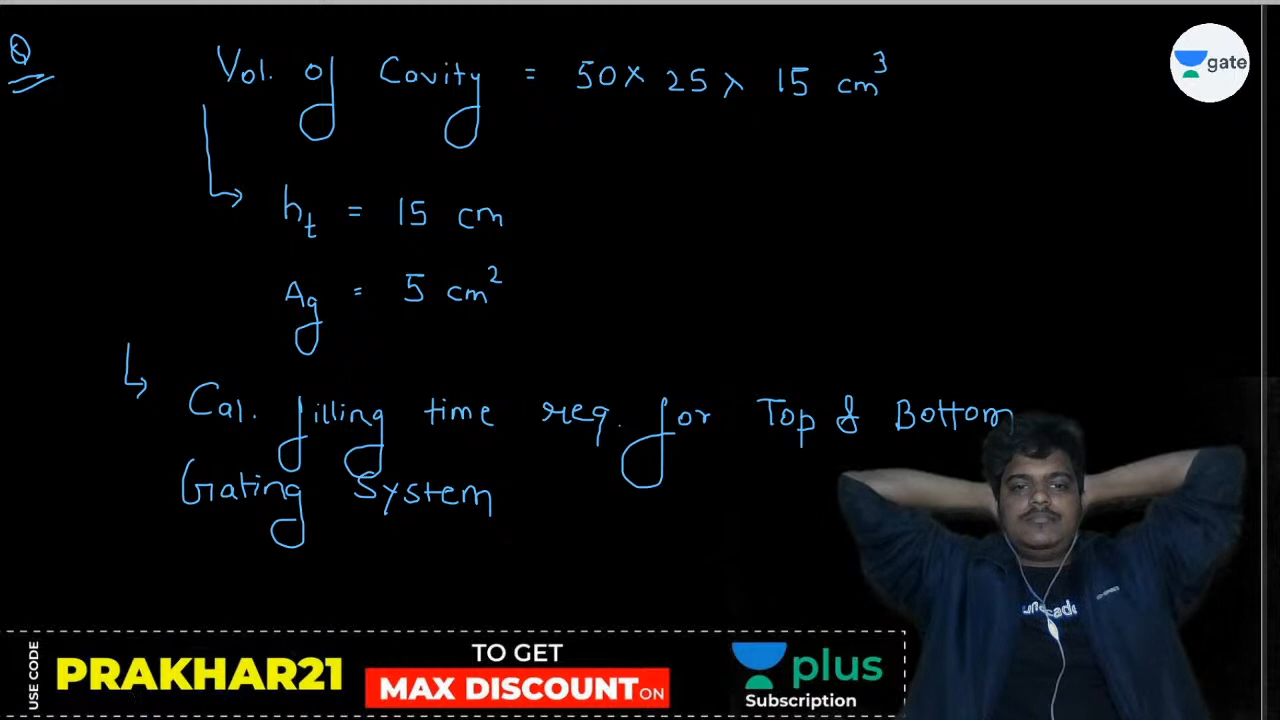 Q
Vol. of Cavity = 50 × 25 × 15 cm³
gate
hₜ = 15 cm
Ag = 5 cm²
Cal. filling time req. for Top & Bottom
Gating System
USE CODE
PRAKHAR21
TO GET
MAX DISCOUNT ON
plus
Subscription